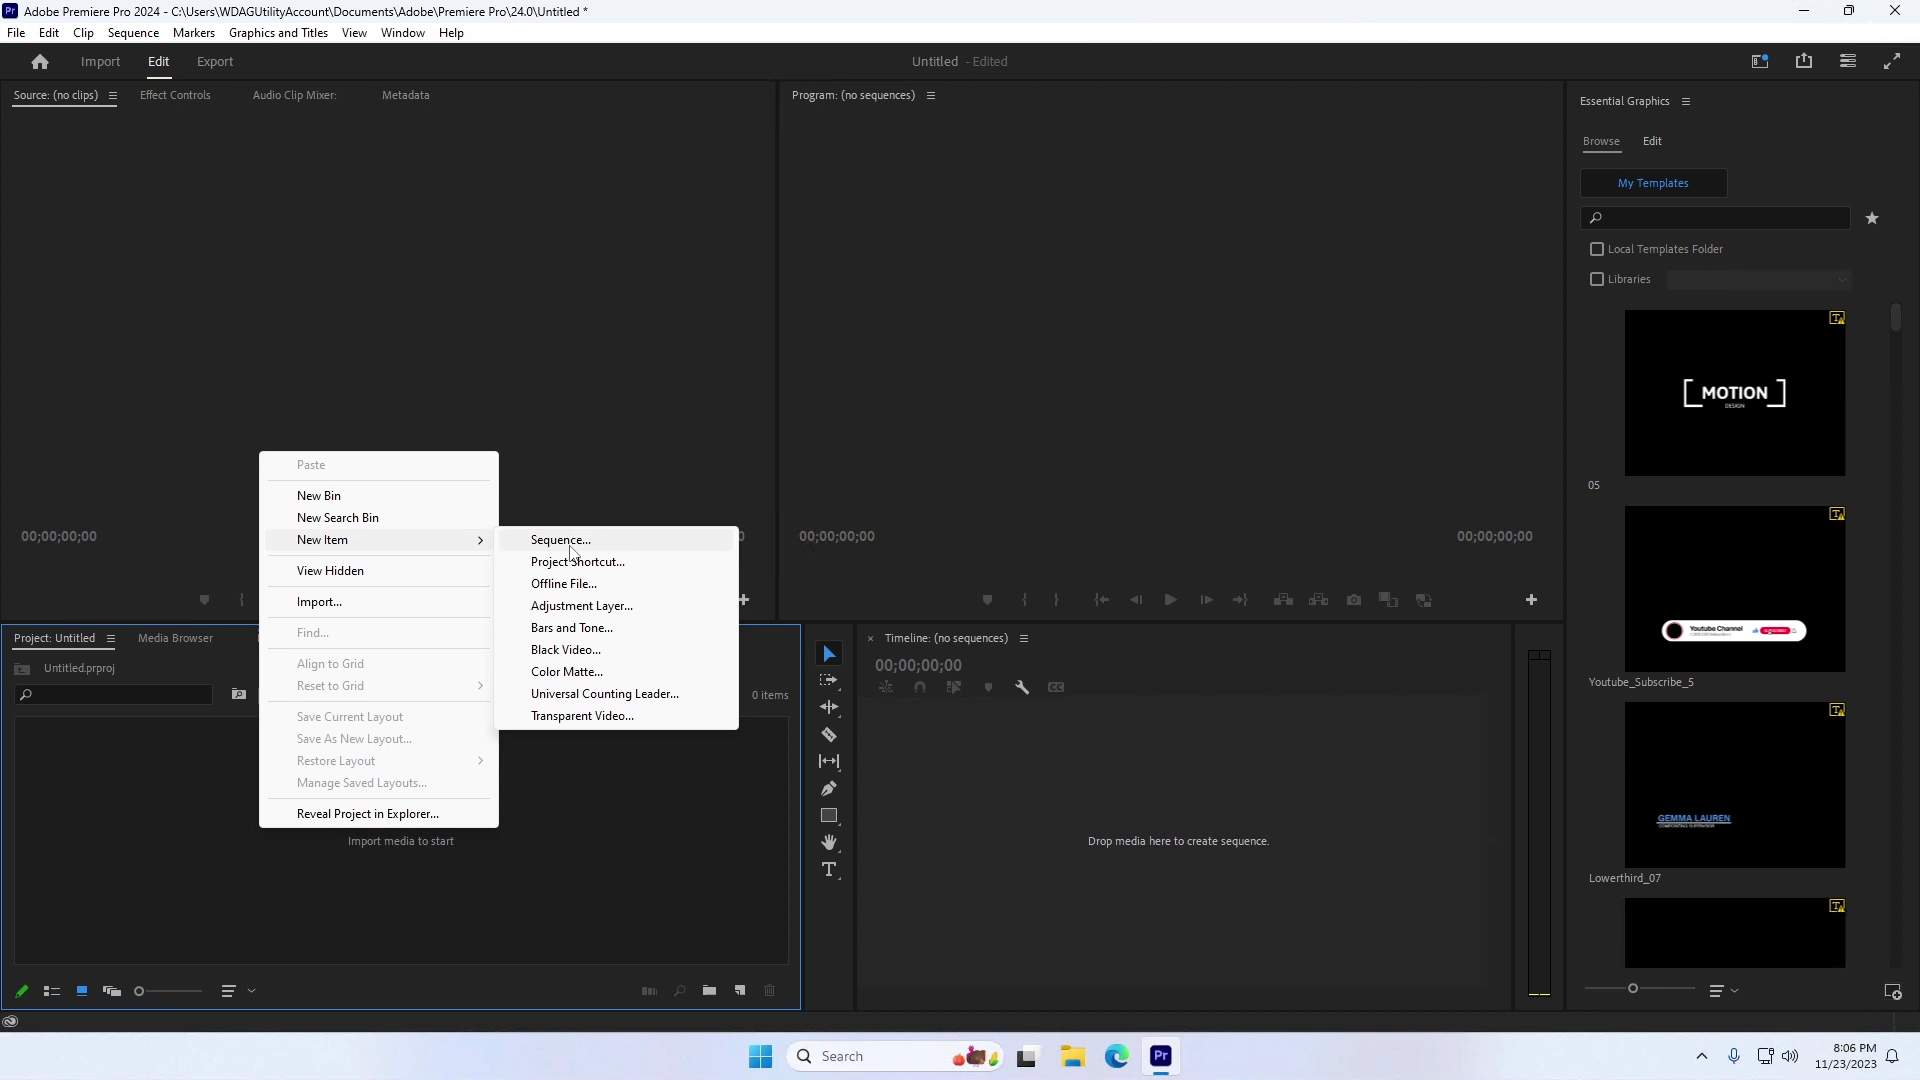 Pr Adobe Premiere Pro 2024 - C:\Users\WDAGUtilityAccount\Documents\Adobe\Premiere Pro\24.0\Untitled *
File Edit Clip Sequence Markers Graphics and Titles View Window Help
Import Edit Export
Untitled - Edited
Source: (no clips) Effect Controls Audio Clip Mixer: Metadata
Program: (no sequences)
Essential Graphics
Browse Edit
My Templates
Local Templates Folder
Libraries
MOTION
DESIGN
05
Youtube Channel
SUBSCRIBE
Youtube_Subscribe_5
GEMMA LAUREN
Lowerthird_07
00;00;00;00
00;00;00;00
00;00;00;00
Paste
New Bin
New Search Bin
New Item
View Hidden
Import...
Find...
Align to Grid
Reset to Grid
Save Current Layout
Save As New Layout...
Restore Layout
Manage Saved Layouts...
Reveal Project in Explorer...
Sequence...
Project Shortcut...
Offline File...
Adjustment Layer...
Bars and Tone...
Black Video...
Color Matte...
Universal Counting Leader...
Transparent Video...
Project: Untitled Media Browser
Untitled.prproj
0 items
Import media to start
× Timeline: (no sequences)
00;00;00;00
CC
Drop media here to create sequence.
Search
Pr
8:06 PM
11/23/2023